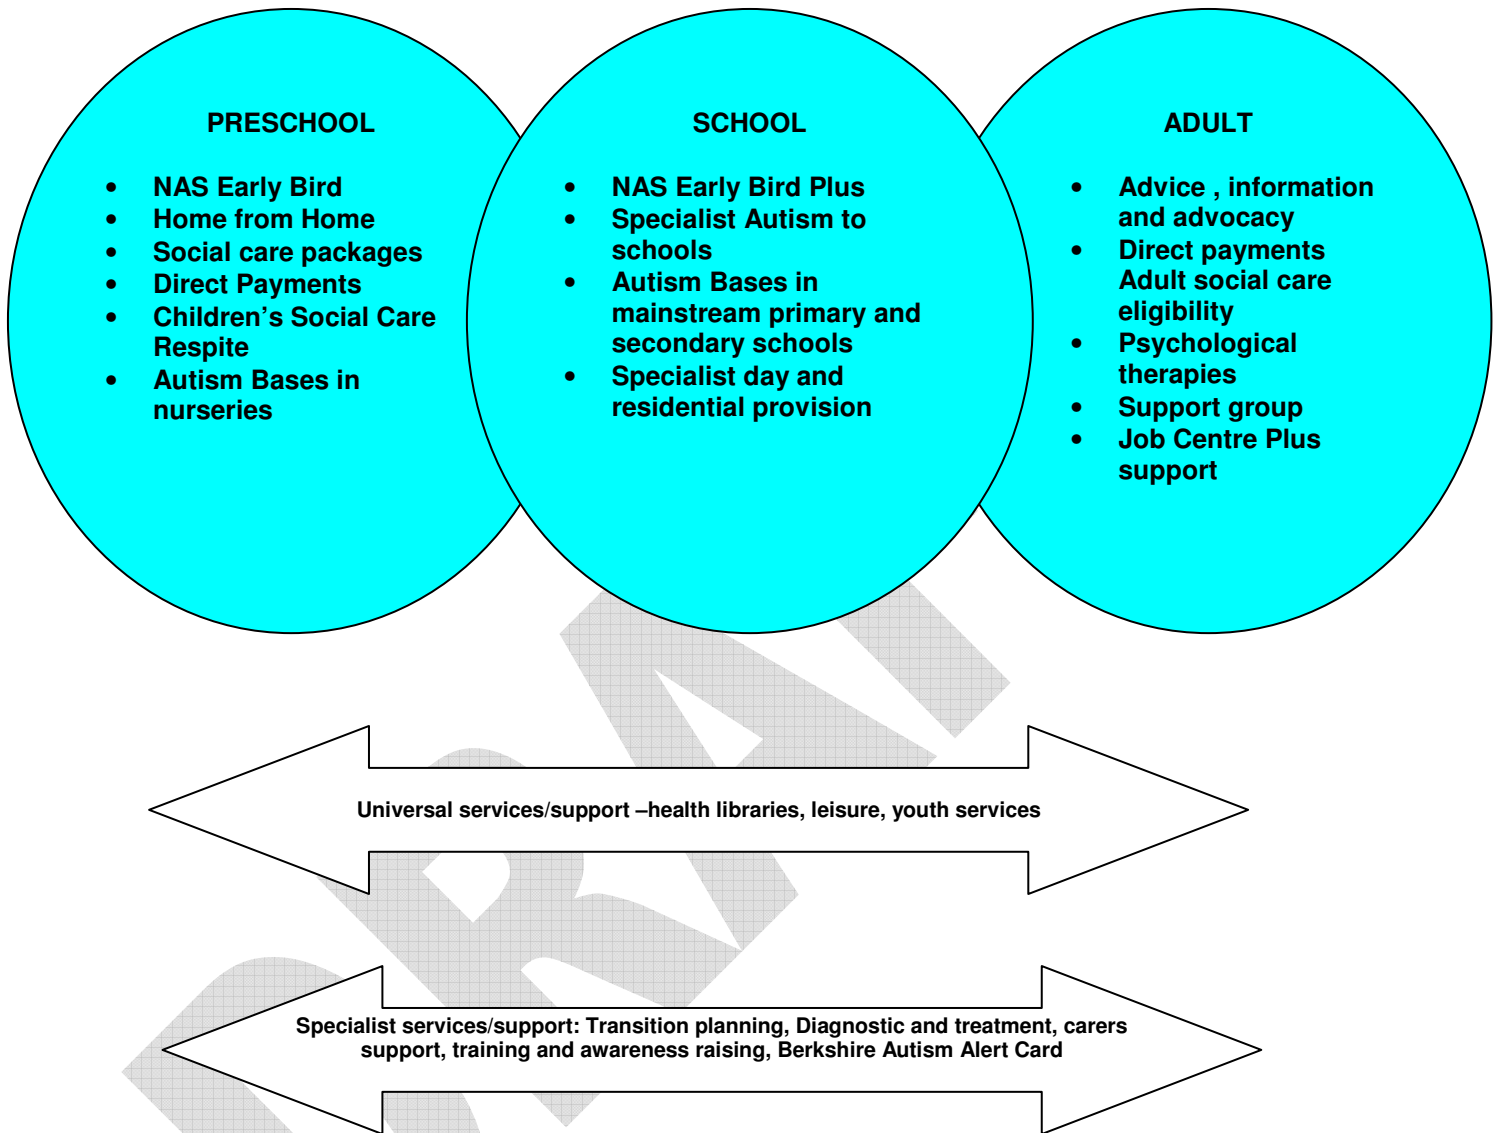 PRESCHOOL
• NAS Early Bird
• Home from Home
• Social care packages
• Direct Payments
• Children’s Social Care
Respite
• Autism Bases in
nurseries
SCHOOL
• NAS Early Bird Plus
• Specialist Autism to
schools
• Autism Bases in
mainstream primary and
secondary schools
• Specialist day and
residential provision
ADULT
• Advice , information
and advocacy
• Direct payments
Adult social care
eligibility
• Psychological
therapies
• Support group
• Job Centre Plus
support
Universal services/support –health libraries, leisure, youth services
Specialist services/support: Transition planning, Diagnostic and treatment, carers
support, training and awareness raising, Berkshire Autism Alert Card
DRAFT